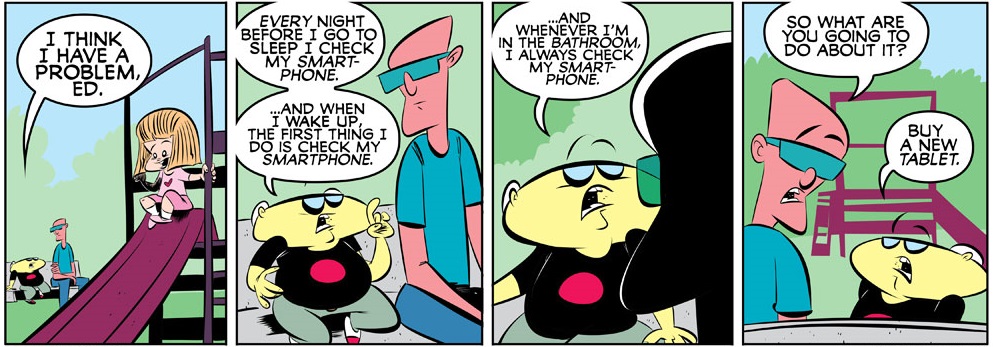 I THINK
I HAVE A
PROBLEM,
ED.
EVERY NIGHT
BEFORE I GO TO
SLEEP I CHECK
MY SMART-
PHONE.
...AND WHEN
I WAKE UP,
THE FIRST THING I
DO IS CHECK MY
SMARTPHONE.
...AND
WHENEVER I'M
IN THE BATHROOM,
I ALWAYS CHECK
MY SMART-
PHONE.
SO WHAT ARE
YOU GOING TO
DO ABOUT IT?
BUY
A NEW
TABLET.